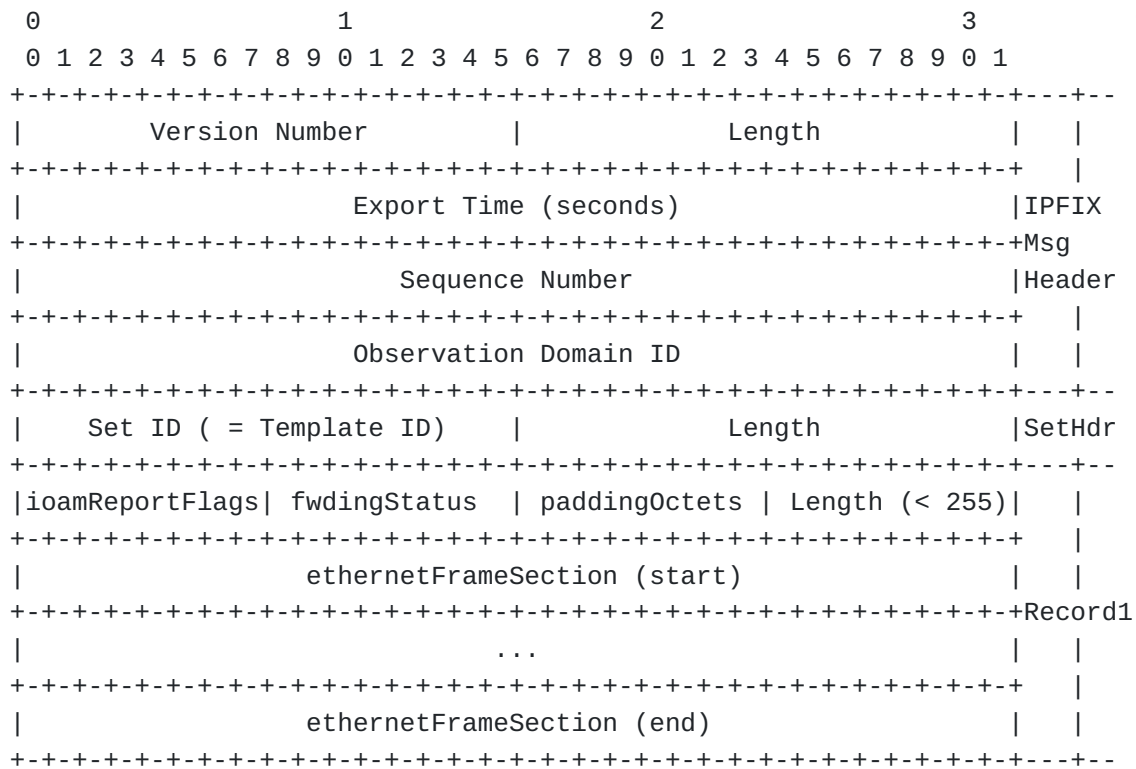 0                   1                   2                   3
 0 1 2 3 4 5 6 7 8 9 0 1 2 3 4 5 6 7 8 9 0 1 2 3 4 5 6 7 8 9 0 1
+-+-+-+-+-+-+-+-+-+-+-+-+-+-+-+-+-+-+-+-+-+-+-+-+-+-+-+-+-+-+-+-+---+--
|        Version Number         |             Length            |   |
+-+-+-+-+-+-+-+-+-+-+-+-+-+-+-+-+-+-+-+-+-+-+-+-+-+-+-+-+-+-+-+-+   |
|                     Export Time (seconds)                     |IPFIX
+-+-+-+-+-+-+-+-+-+-+-+-+-+-+-+-+-+-+-+-+-+-+-+-+-+-+-+-+-+-+-+-+Msg
|                        Sequence Number                        |Header
+-+-+-+-+-+-+-+-+-+-+-+-+-+-+-+-+-+-+-+-+-+-+-+-+-+-+-+-+-+-+-+-+   |
|                     Observation Domain ID                     |   |
+-+-+-+-+-+-+-+-+-+-+-+-+-+-+-+-+-+-+-+-+-+-+-+-+-+-+-+-+-+-+-+-+---+--
|    Set ID ( = Template ID)    |             Length            |SetHdr
+-+-+-+-+-+-+-+-+-+-+-+-+-+-+-+-+-+-+-+-+-+-+-+-+-+-+-+-+-+-+-+-+---+--
|ioamReportFlags| fwdingStatus  | paddingOctets | Length (< 255)|   |
+-+-+-+-+-+-+-+-+-+-+-+-+-+-+-+-+-+-+-+-+-+-+-+-+-+-+-+-+-+-+-+-+   |
|                  ethernetFrameSection (start)                 |   |
+-+-+-+-+-+-+-+-+-+-+-+-+-+-+-+-+-+-+-+-+-+-+-+-+-+-+-+-+-+-+-+-+Record1
|                              ...                              |   |
+-+-+-+-+-+-+-+-+-+-+-+-+-+-+-+-+-+-+-+-+-+-+-+-+-+-+-+-+-+-+-+-+   |
|                  ethernetFrameSection (end)                   |   |
+-+-+-+-+-+-+-+-+-+-+-+-+-+-+-+-+-+-+-+-+-+-+-+-+-+-+-+-+-+-+-+-+---+--